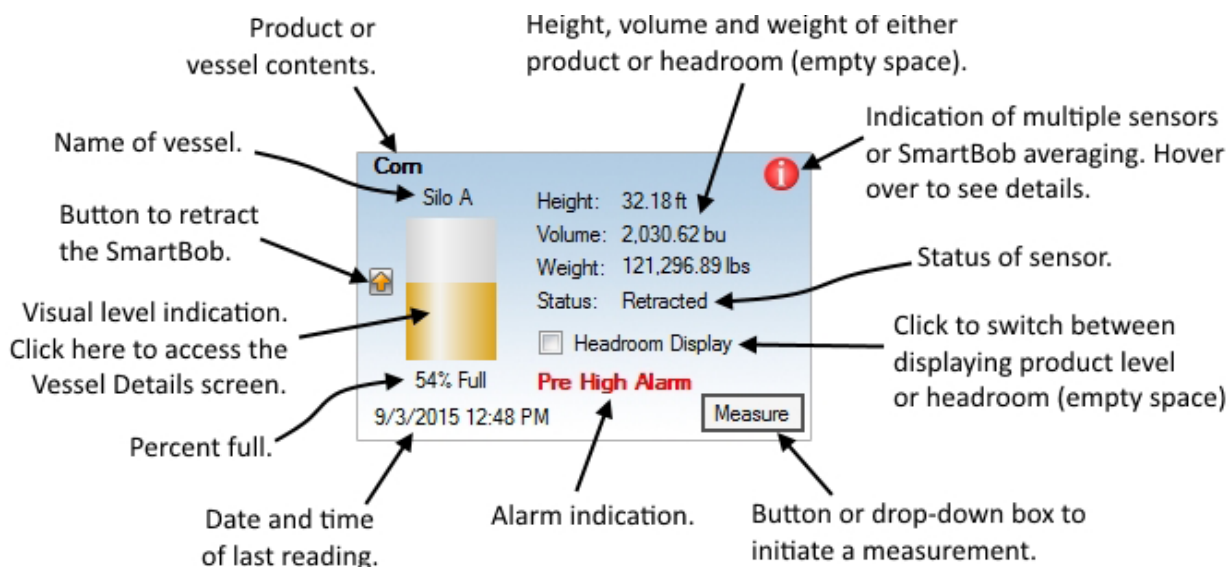 Product or
vessel contents.
Height, volume and weight of either
product or headroom (empty space).
Name of vessel.
Indication of multiple sensors
or SmartBob averaging. Hover
over to see details.
Button to retract
the SmartBob.
Visual level indication.
Click here to access the
Vessel Details screen.
Percent full.
Corn
i
Silo A
Height: 32.18 ft
Volume: 2,030.62 bu
Weight: 121,296.89 lbs
Status: Retracted
Headroom Display
54% Full
Pre High Alarm
9/3/2015 12:48 PM
Measure
Status of sensor.
Click to switch between
displaying product level
or headroom (empty space)
Date and time
of last reading.
Alarm indication.
Button or drop-down box to
initiate a measurement.